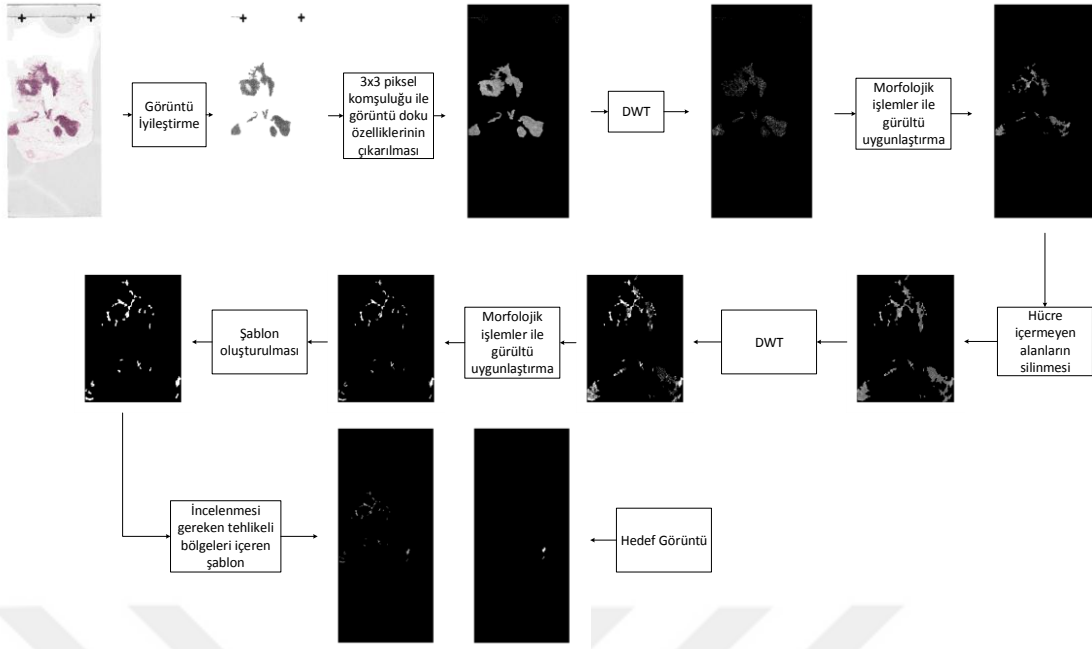 Görüntü
İyileştirme
3x3 piksel
komşuluğu ile
görüntü doku
özelliklerinin
çıkarılması
DWT
Morfolojik
işlemler ile
gürültü
uygunlaştırma
Hücre
içermeyen
alanların
silinmesi
DWT
Morfolojik
işlemler ile
gürültü
uygunlaştırma
Şablon
oluşturulması
İncelenmesi
gereken tehlikeli
bölgeleri içeren
şablon
Hedef Görüntü